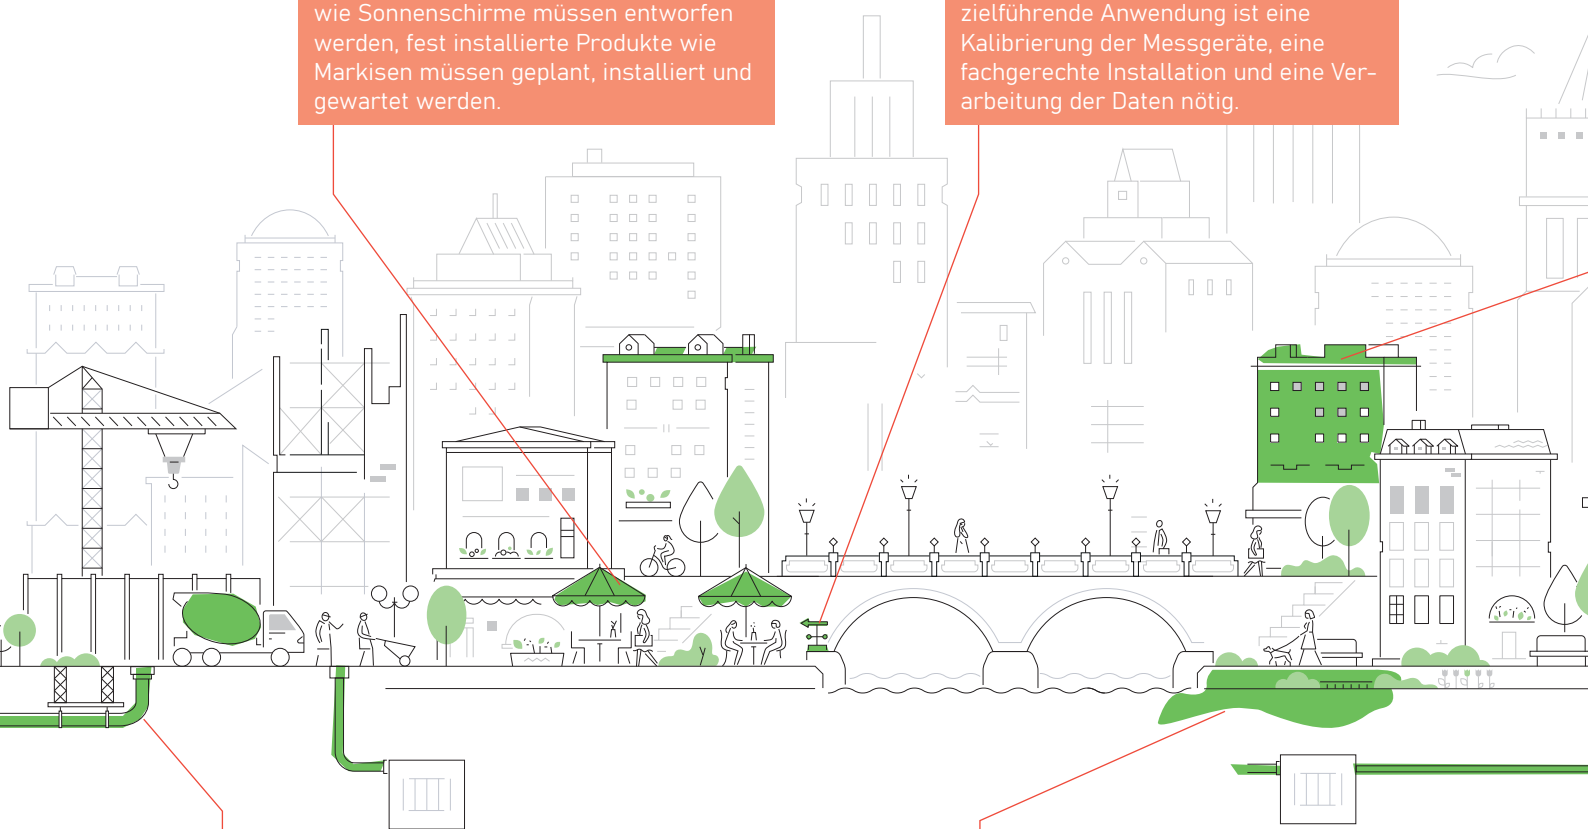 wie Sonnenschirme müssen entworfen
werden, fest installierte Produkte wie
Markisen müssen geplant, installiert und
gewartet werden.
zielführende Anwendung ist eine
Kalibrierung der Messgeräte, eine
fachgerechte Installation und eine Ver-
arbeitung der Daten nötig.